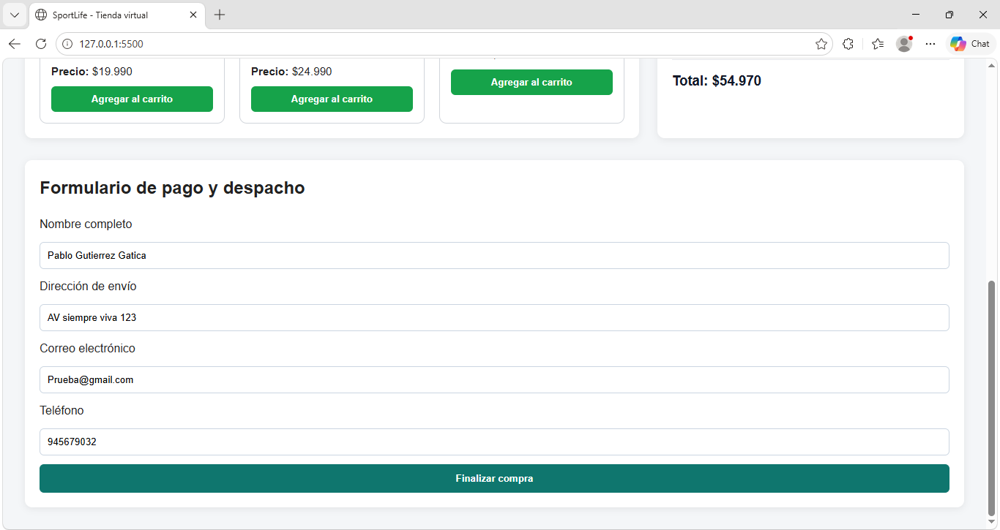 SportLife - Tienda virtual
127.0.0.1:5500
Chat
Precio: $19.990
Agregar al carrito
Precio: $24.990
Agregar al carrito
Agregar al carrito
Total: $54.970
Formulario de pago y despacho
Nombre completo
Pablo Gutierrez Gatica
Dirección de envío
AV siempre viva 123
Correo electrónico
Prueba@gmail.com
Teléfono
945679032
Finalizar compra